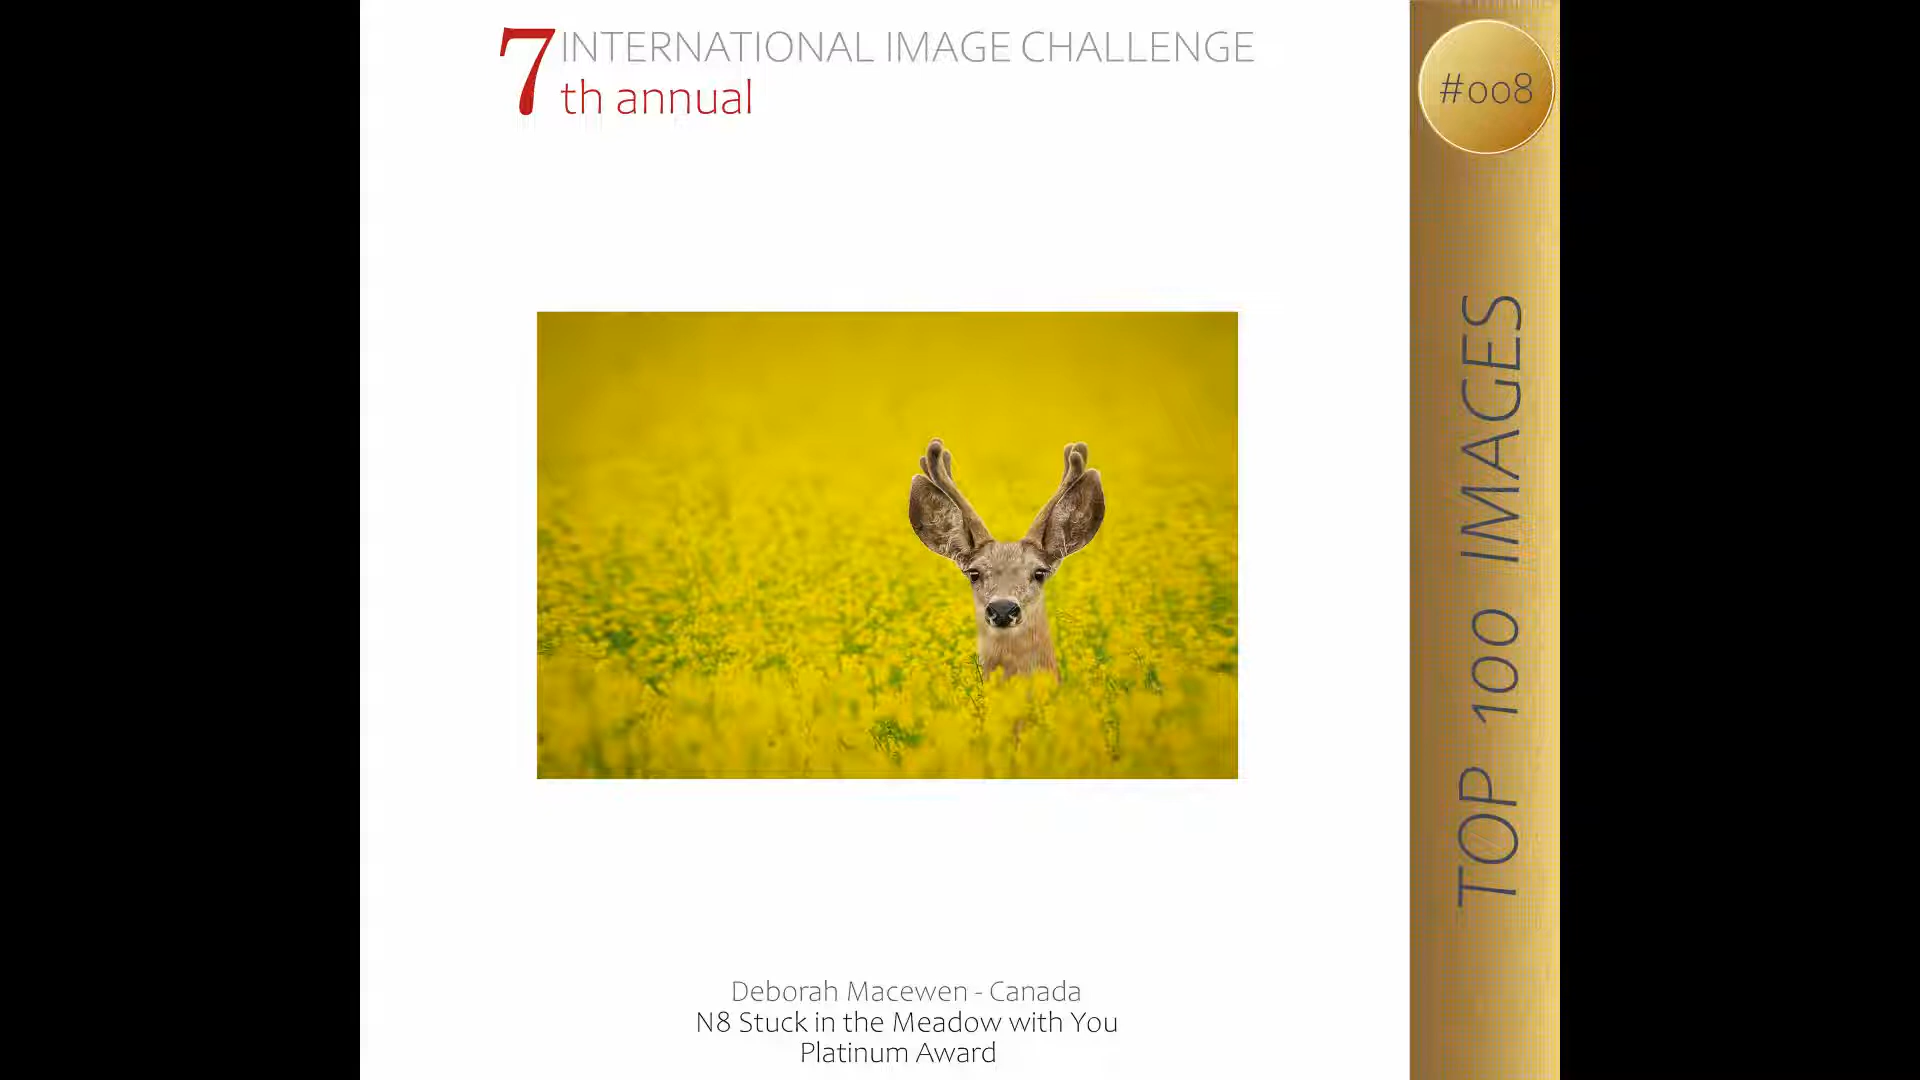 7 INTERNATIONAL IMAGE CHALLENGE
th annual
#008
TOP 100 IMAGES
Deborah Macewen - Canada
N8 Stuck in the Meadow with You
Platinum Award